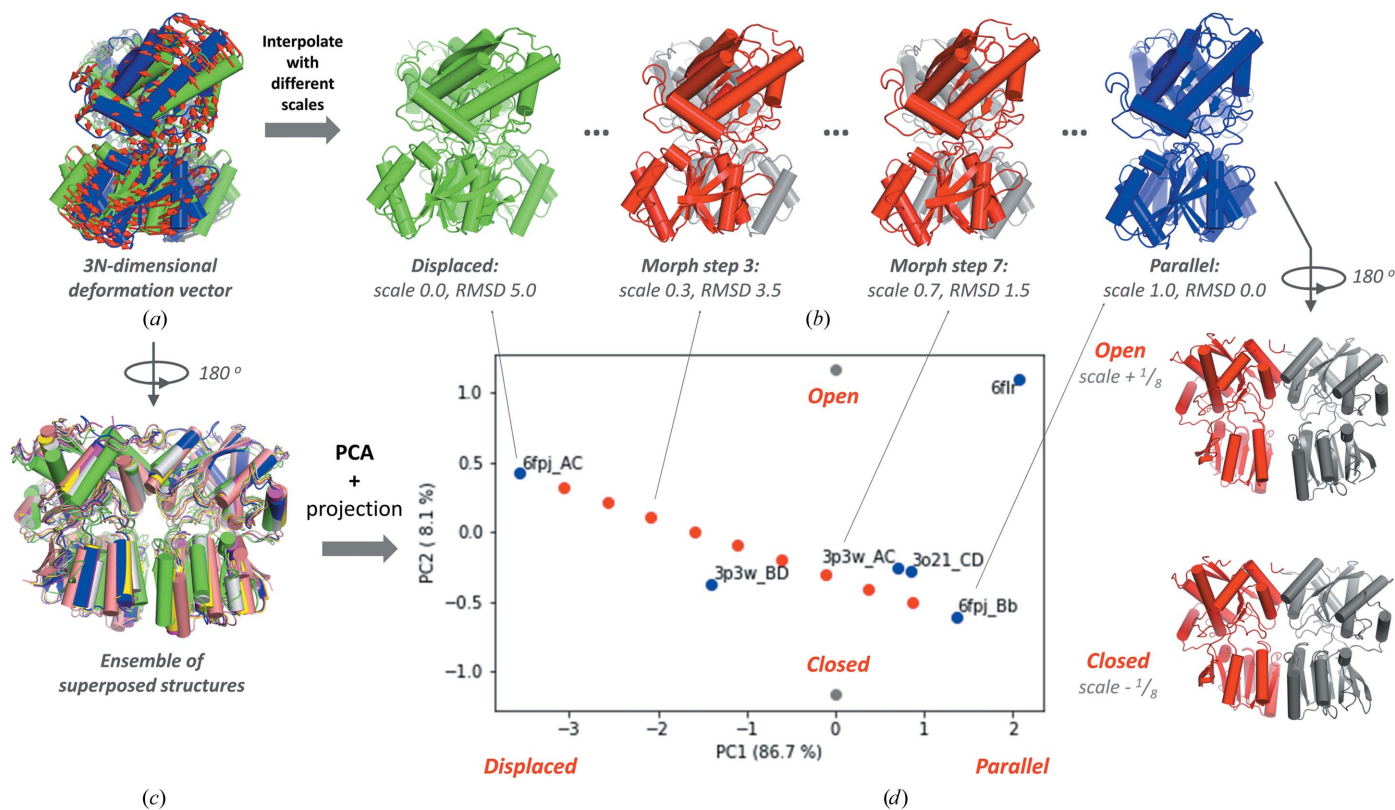 Interpolate
with
different
scales
...
...
...
3N-dimensional
deformation vector
Displaced:
scale 0.0, RMSD 5.0
Morph step 3:
scale 0.3, RMSD 3.5
Morph step 7:
scale 0.7, RMSD 1.5
Parallel:
scale 1.0, RMSD 0.0
(a)
(b)
180 o
180 o
Open
scale + 1/8
PCA
+
projection
Ensemble of
superposed structures
PC2 ( 8.1 %)
1.0
0.5
0.0
−0.5
−1.0
Open
6flr
6fpj_AC
3p3w_BD
3p3w_AC
3o21_CD
6fpj_Bb
Closed
−3
−2
−1
0
1
2
PC1 (86.7 %)
Displaced
Parallel
Closed
scale - 1/8
(c)
(d)